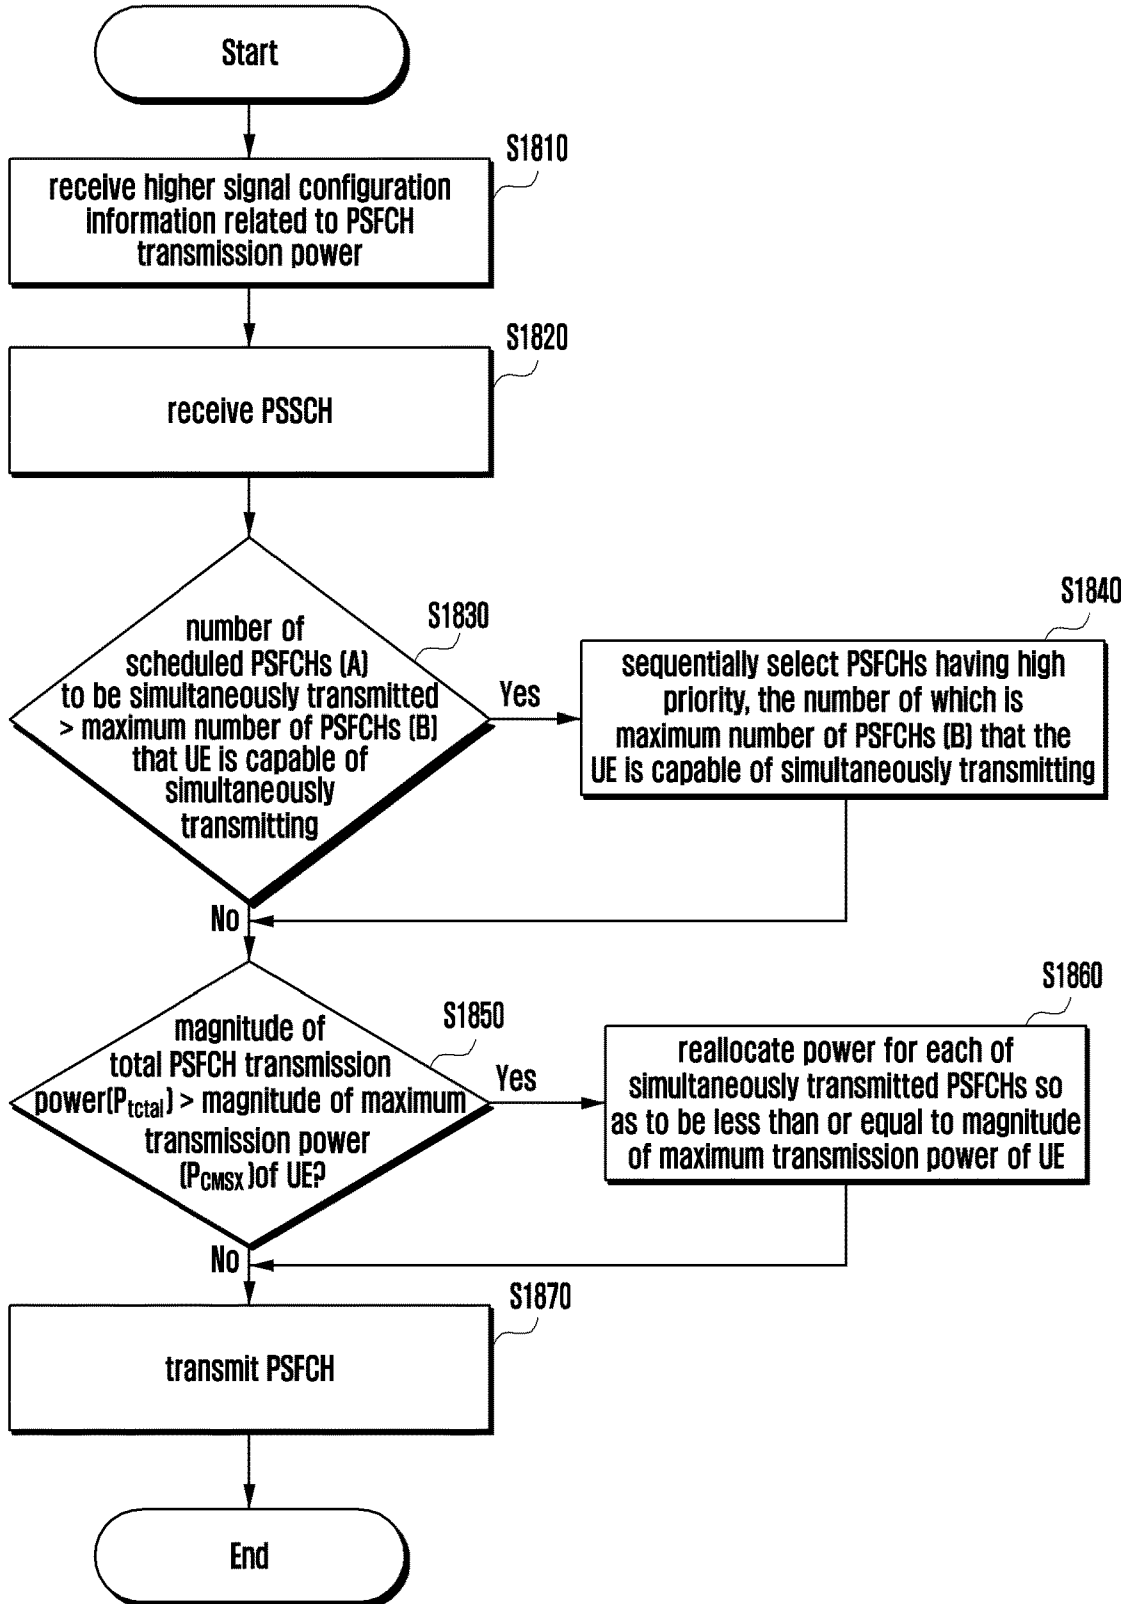 Start
S1810
receive higher signal configuration
information related to PSFCH
transmission power
S1820
receive PSSCH
S1830
number of
scheduled PSFCHs (A)
to be simultaneously transmitted
> maximum number of PSFCHs (B)
that UE is capable of
simultaneously
transmitting
Yes
S1840
sequentially select PSFCHs having high
priority, the number of which is
maximum number of PSFCHs (B) that the
UE is capable of simultaneously transmitting
No
S1850
magnitude of
total PSFCH transmission
power(Ptctal) > magnitude of maximum
transmission power
(PCMSX)of UE?
Yes
S1860
reallocate power for each of
simultaneously transmitted PSFCHs so
as to be less than or equal to magnitude
of maximum transmission power of UE
No
S1870
transmit PSFCH
End